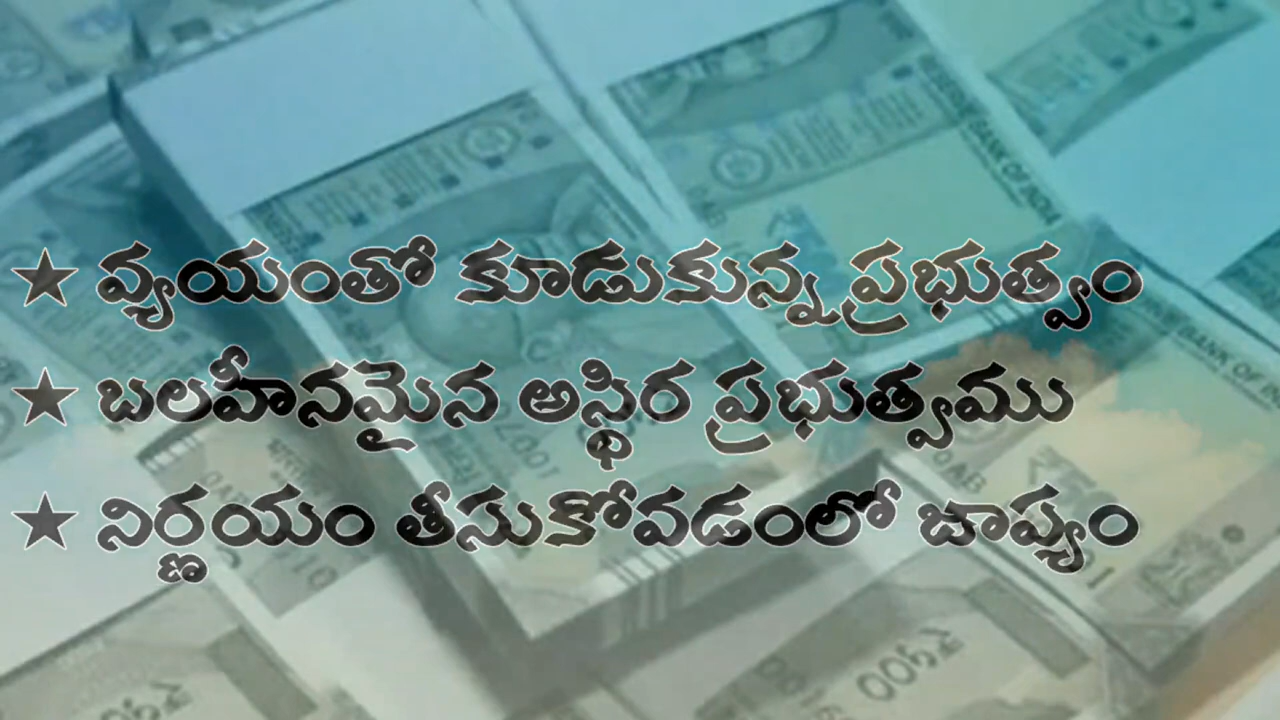 ★ వ్యయంతో కూడుకున్న ప్రభుత్వం
★ బలహీనమైన అస్థిర ప్రభుత్వము
★ నిర్ణయం తీసుకోవడంలో జాప్యం